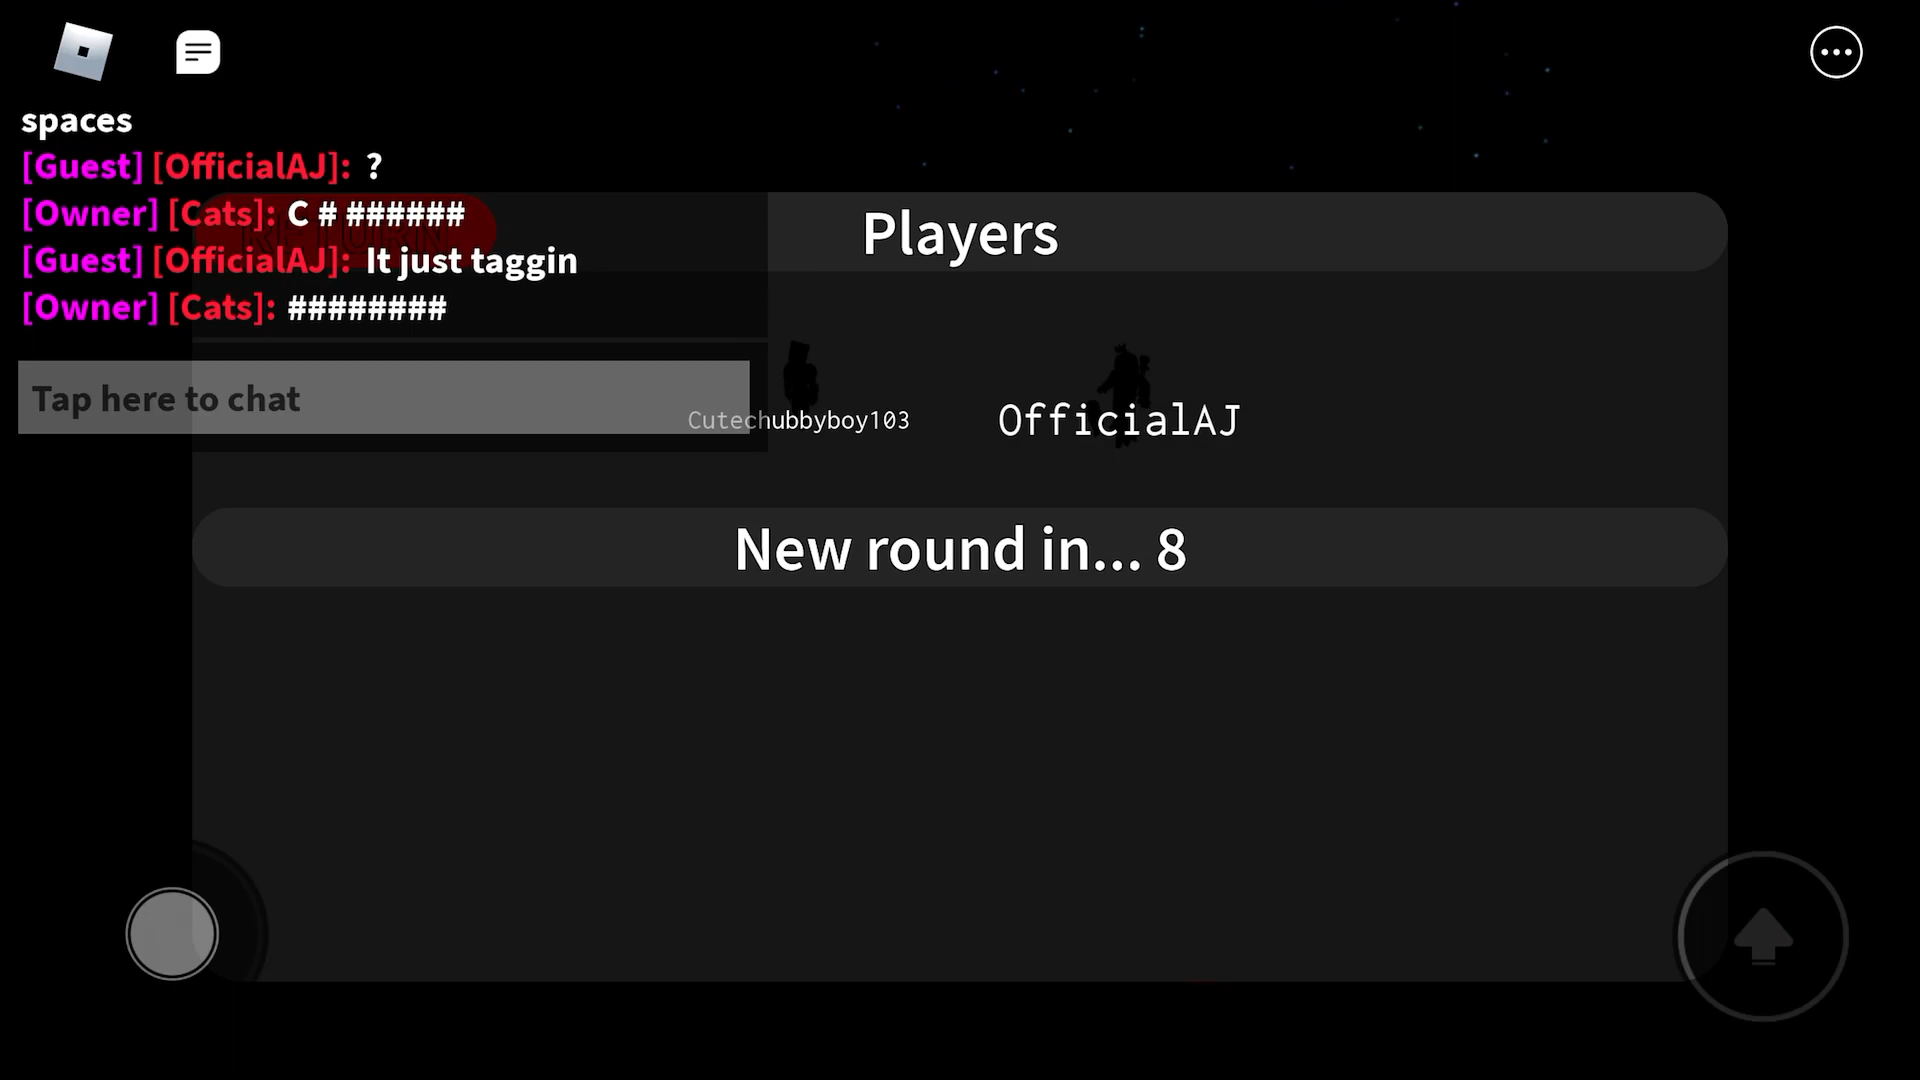 spaces
[Guest] [OfficialAJ]: ?
[Owner] [Cats]: C # ######
RETURN
[Guest] [OfficialAJ]: It just taggin
[Owner] [Cats]: ########
Tap here to chat
Players
Cutechubbyboy103
OfficialAJ
New round in... 8